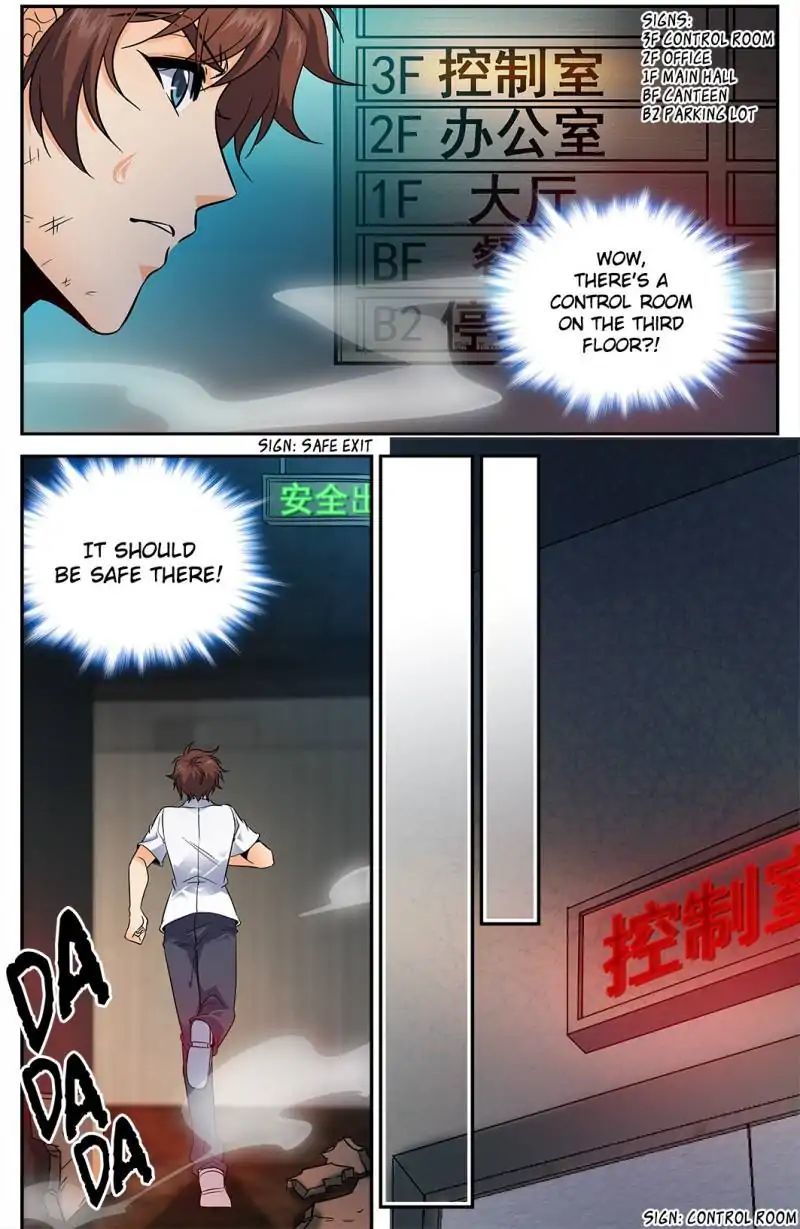 SIGNS:
3F CONTROL ROOM
2F OFFICE
1F MAIN HALL
BF CANTEEN
B2 PARKING LOT
3F 控制室
2F 办公室
1F 大厅
BF 餐
B2 停
WOW,
THERE'S A
CONTROL ROOM
ON THE THIRD
FLOOR?!
SIGN: SAFE EXIT
安全出
IT SHOULD
BE SAFE THERE!
DA
DA
DA
控制室
SIGN: CONTROL ROOM